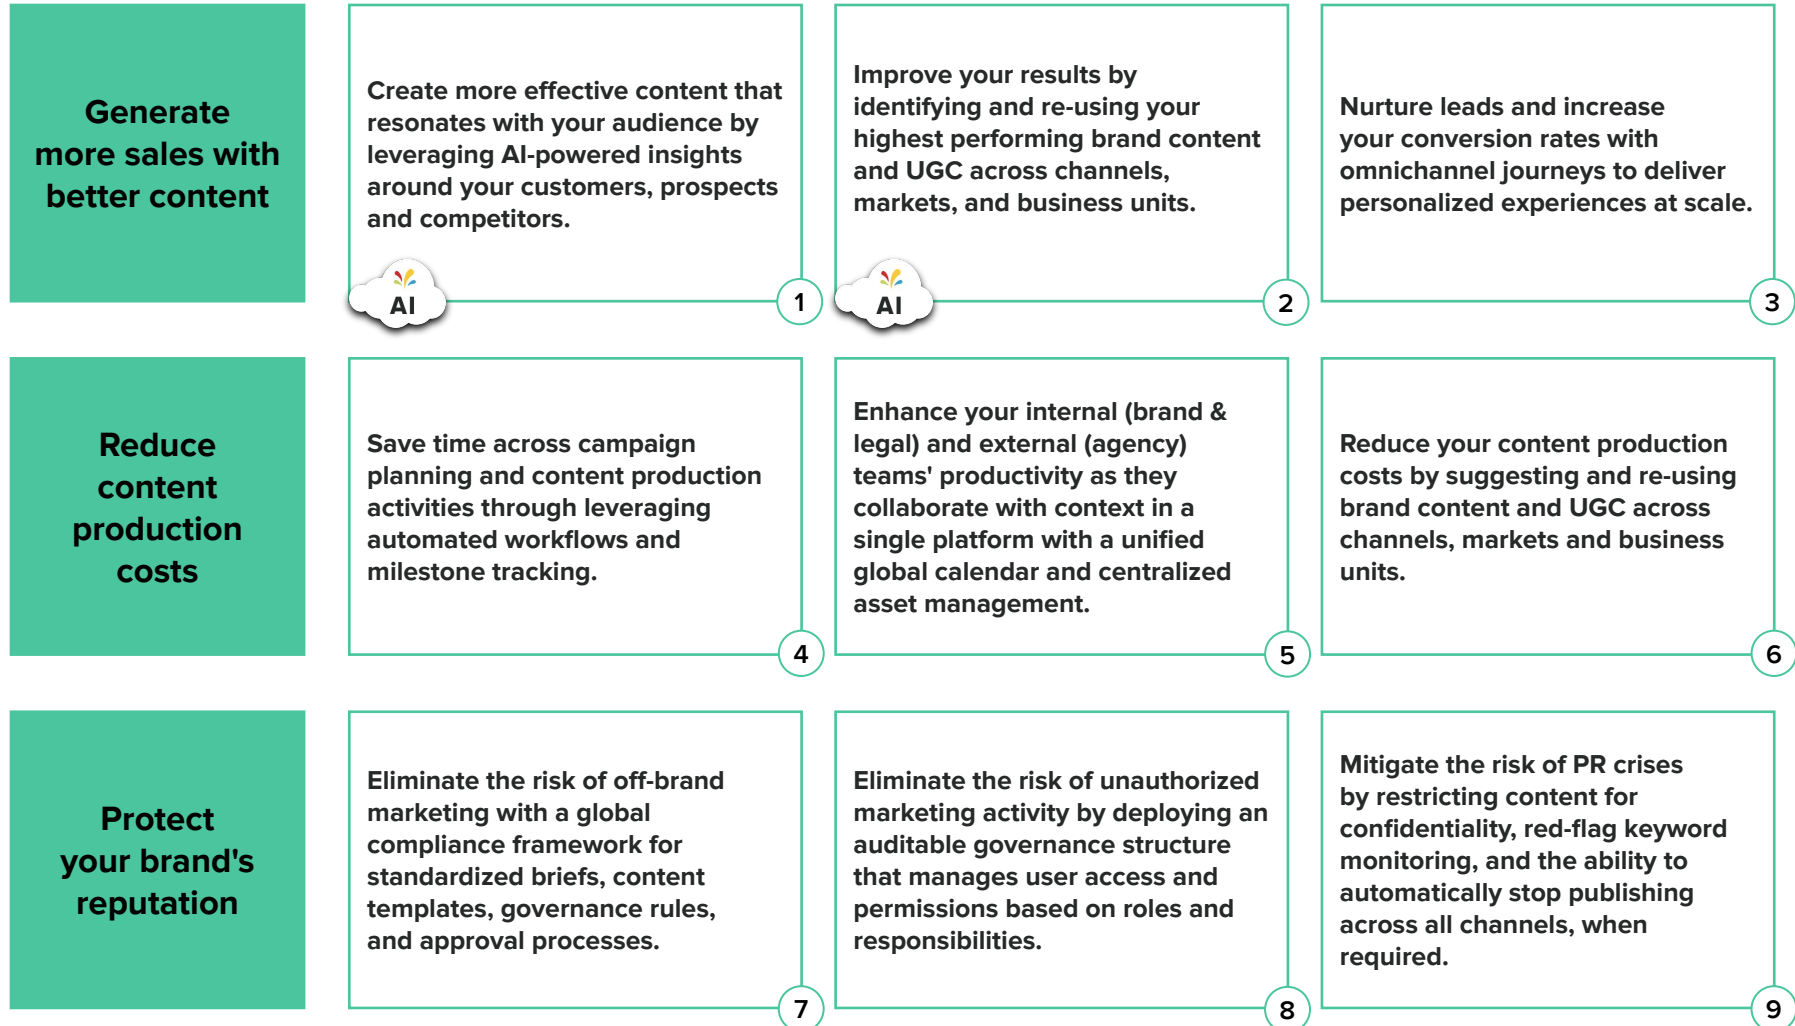 Generate
more sales with
better content
Create more effective content that
resonates with your audience by
leveraging AI-powered insights
around your customers, prospects
and competitors.
AI
1
Improve your results by
identifying and re-using your
highest performing brand content
and UGC across channels,
markets, and business units.
AI
2
Nurture leads and increase
your conversion rates with
omnichannel journeys to deliver
personalized experiences at scale.
3
Reduce
content
production
costs
Save time across campaign
planning and content production
activities through leveraging
automated workflows and
milestone tracking.
4
Enhance your internal (brand &
legal) and external (agency)
teams' productivity as they
collaborate with context in a
single platform with a unified
global calendar and centralized
asset management.
5
Reduce your content production
costs by suggesting and re-using
brand content and UGC across
channels, markets and business
units.
6
Protect
your brand's
reputation
Eliminate the risk of off-brand
marketing with a global
compliance framework for
standardized briefs, content
templates, governance rules,
and approval processes.
7
Eliminate the risk of unauthorized
marketing activity by deploying an
auditable governance structure
that manages user access and
permissions based on roles and
responsibilities.
8
Mitigate the risk of PR crises
by restricting content for
confidentiality, red-flag keyword
monitoring, and the ability to
automatically stop publishing
across all channels, when
required.
9